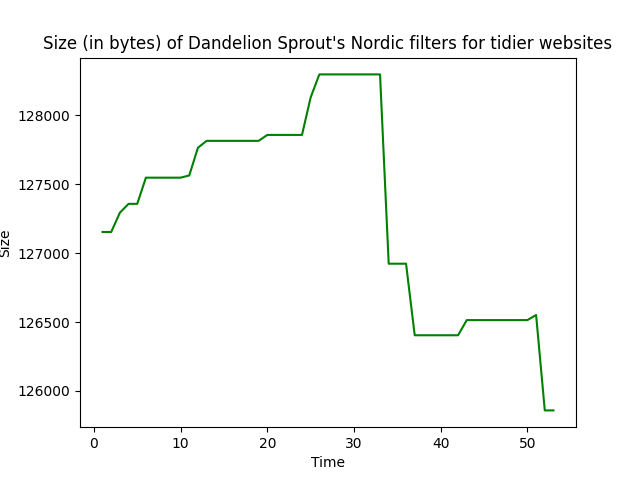 Size (in bytes) of Dandelion Sprout's Nordic filters for tidier websites
128000
127500
127000
126500
126000
Size
0 10 20 30 40 50
Time